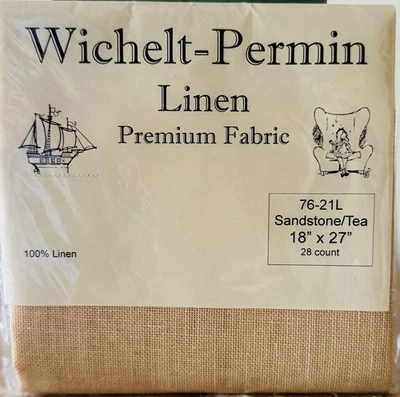 Wichelt-Permin
Linen
Premium Fabric
76-21L
Sandstone/Tea
18" x 27"
28 count
100% Linen